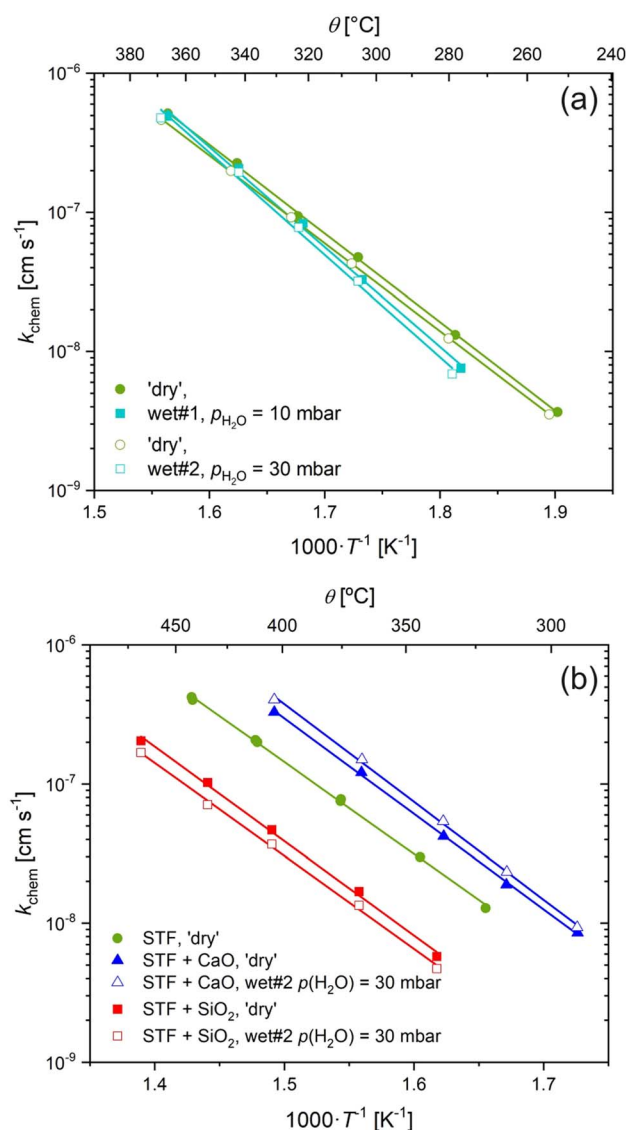 θ [°C]
380 360 340 320 300 280 260 240
10⁻⁶
(a)
10⁻⁷
k_chem [cm s⁻¹]
10⁻⁸
'dry',
wet#1, p_H₂O = 10 mbar
'dry',
wet#2, p_H₂O = 30 mbar
10⁻⁹
1.5 1.6 1.7 1.8 1.9
1000·T⁻¹ [K⁻¹]
θ [ºC]
450 400 350 300
10⁻⁶
(b)
10⁻⁷
k_chem [cm s⁻¹]
10⁻⁸
STF, 'dry'
STF + CaO, 'dry'
STF + CaO, wet#2 p(H₂O) = 30 mbar
STF + SiO₂, 'dry'
STF + SiO₂, wet#2 p(H₂O) = 30 mbar
10⁻⁹
1.4 1.5 1.6 1.7
1000·T⁻¹ [K⁻¹]